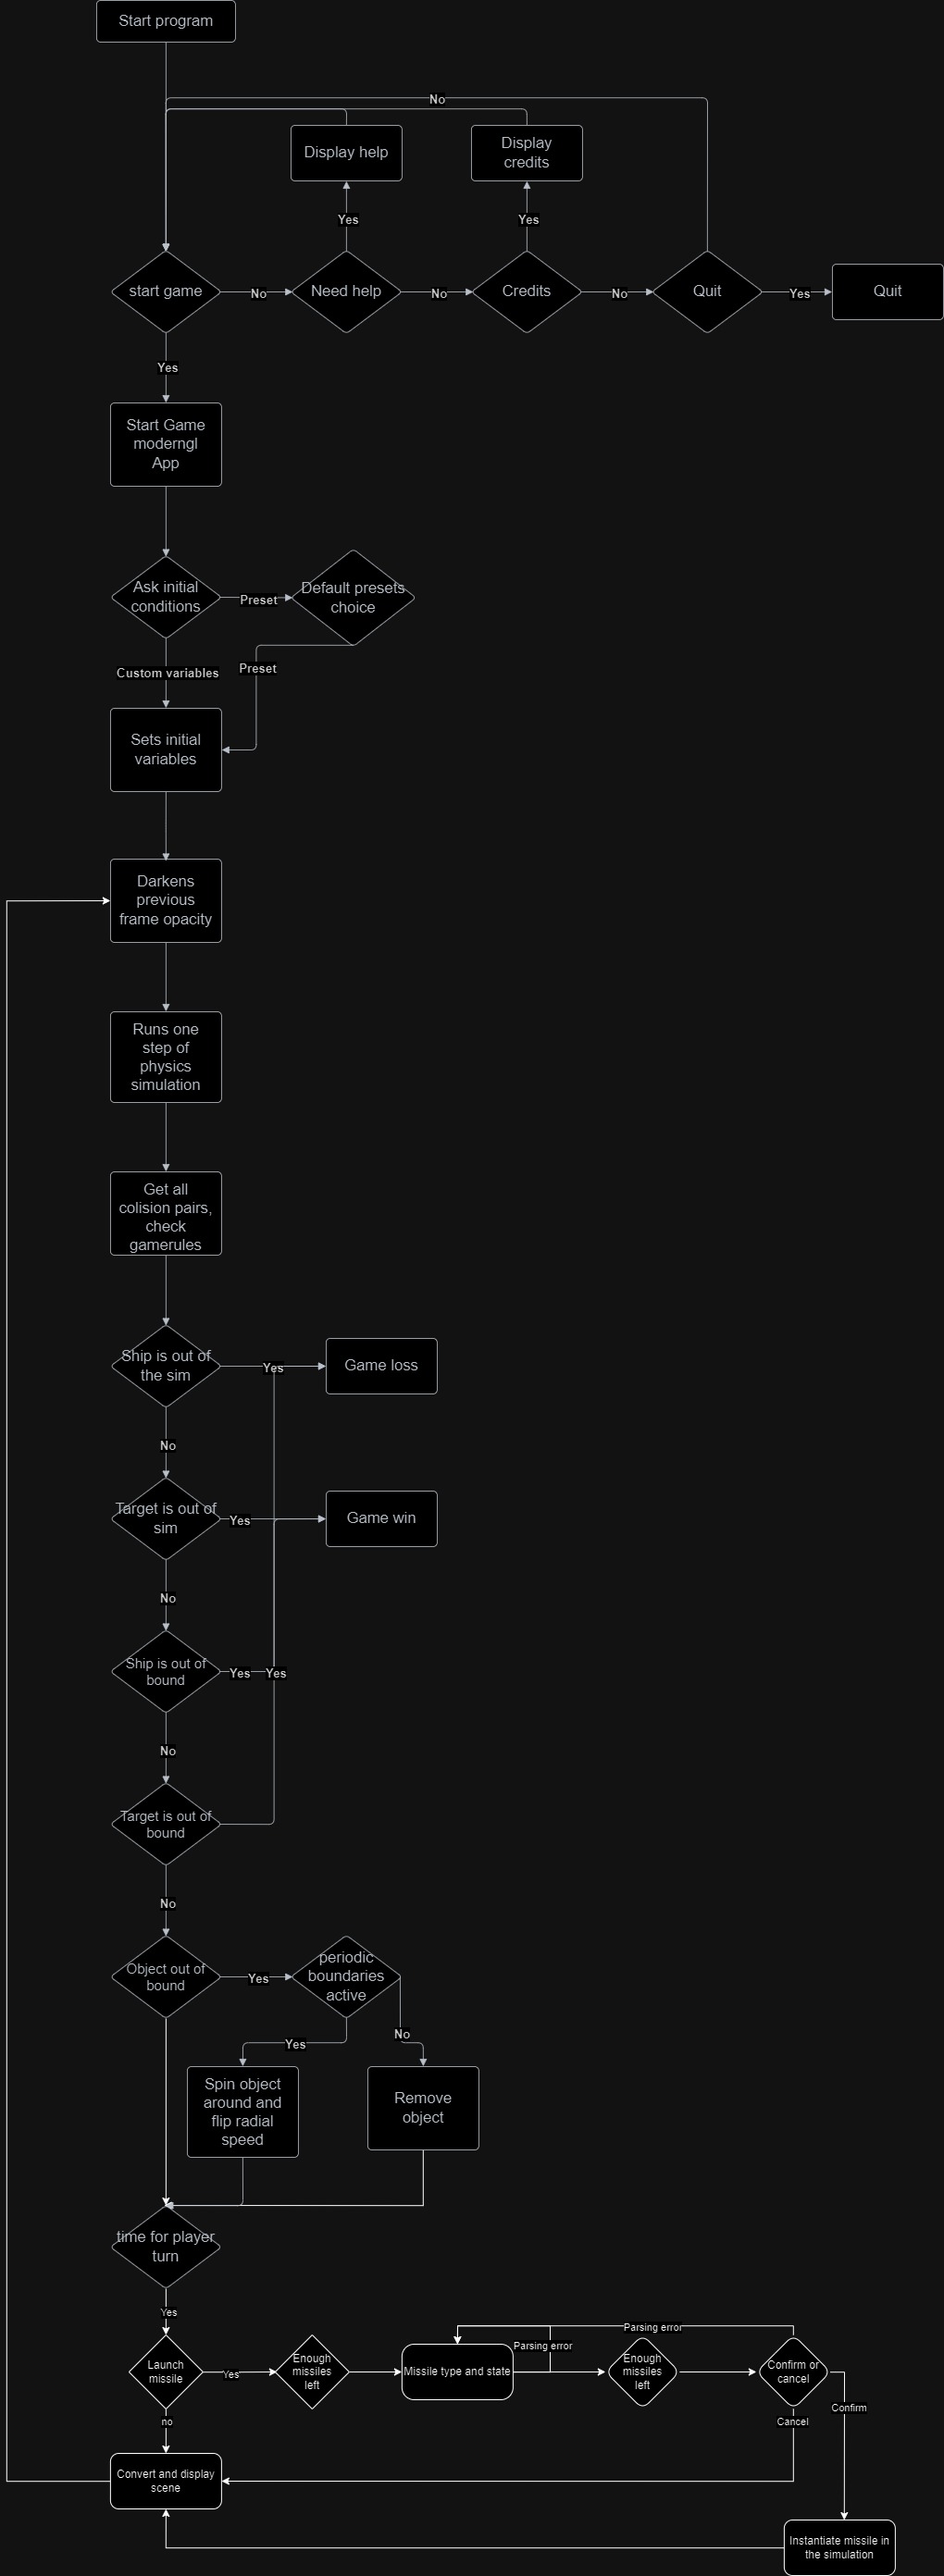 Start program
No
Display help
Display
credits
Yes
Yes
start game
No
Need help
No
Credits
No
Quit
Yes
Quit
Yes
Start Game
moderngl
App
Ask initial
conditions
Preset
Default presets
choice
Custom variables
Preset
Sets initial
variables
Darkens
previous
frame opacity
Runs one
step of
physics
simulation
Get all
colision pairs,
check
gamerules
Ship is out of
the sim
Yes
Game loss
No
Target is out of
sim
Yes
Game win
No
Ship is out of
bound
Yes
Yes
No
Target is out of
bound
No
Object out of
bound
Yes
periodic
boundaries
active
Yes
No
Spin object
around and
flip radial
speed
Remove
object
time for player
turn
Yes
Parsing error
Parsing error
Launch
missile
Yes
Enough
missiles
left
Missile type and state
Enough
missiles
left
Confirm or
cancel
no
Cancel
Confirm
Convert and display
scene
Instantiate missile in
the simulation